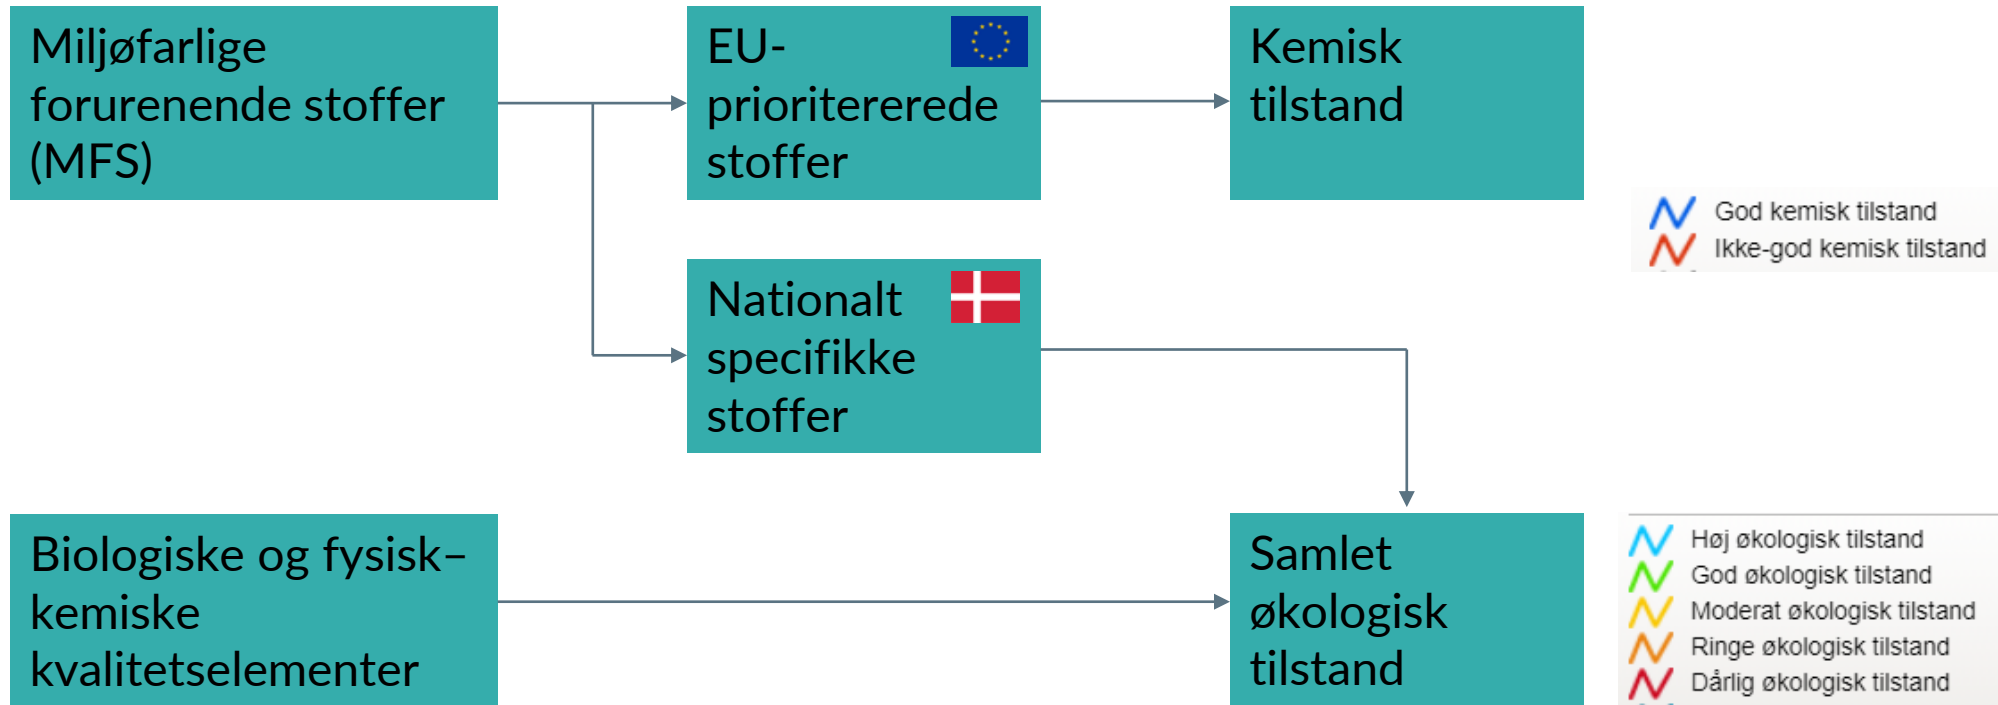 Miljøfarlige
forurenende stoffer
(MFS)
EU-
prioritererede
stoffer
Kemisk
tilstand
God kemisk tilstand
Ikke-god kemisk tilstand
Nationalt
specifikke
stoffer
Biologiske og fysisk–
kemiske
kvalitetselementer
Samlet
økologisk
tilstand
Høj økologisk tilstand
God økologisk tilstand
Moderat økologisk tilstand
Ringe økologisk tilstand
Dårlig økologisk tilstand